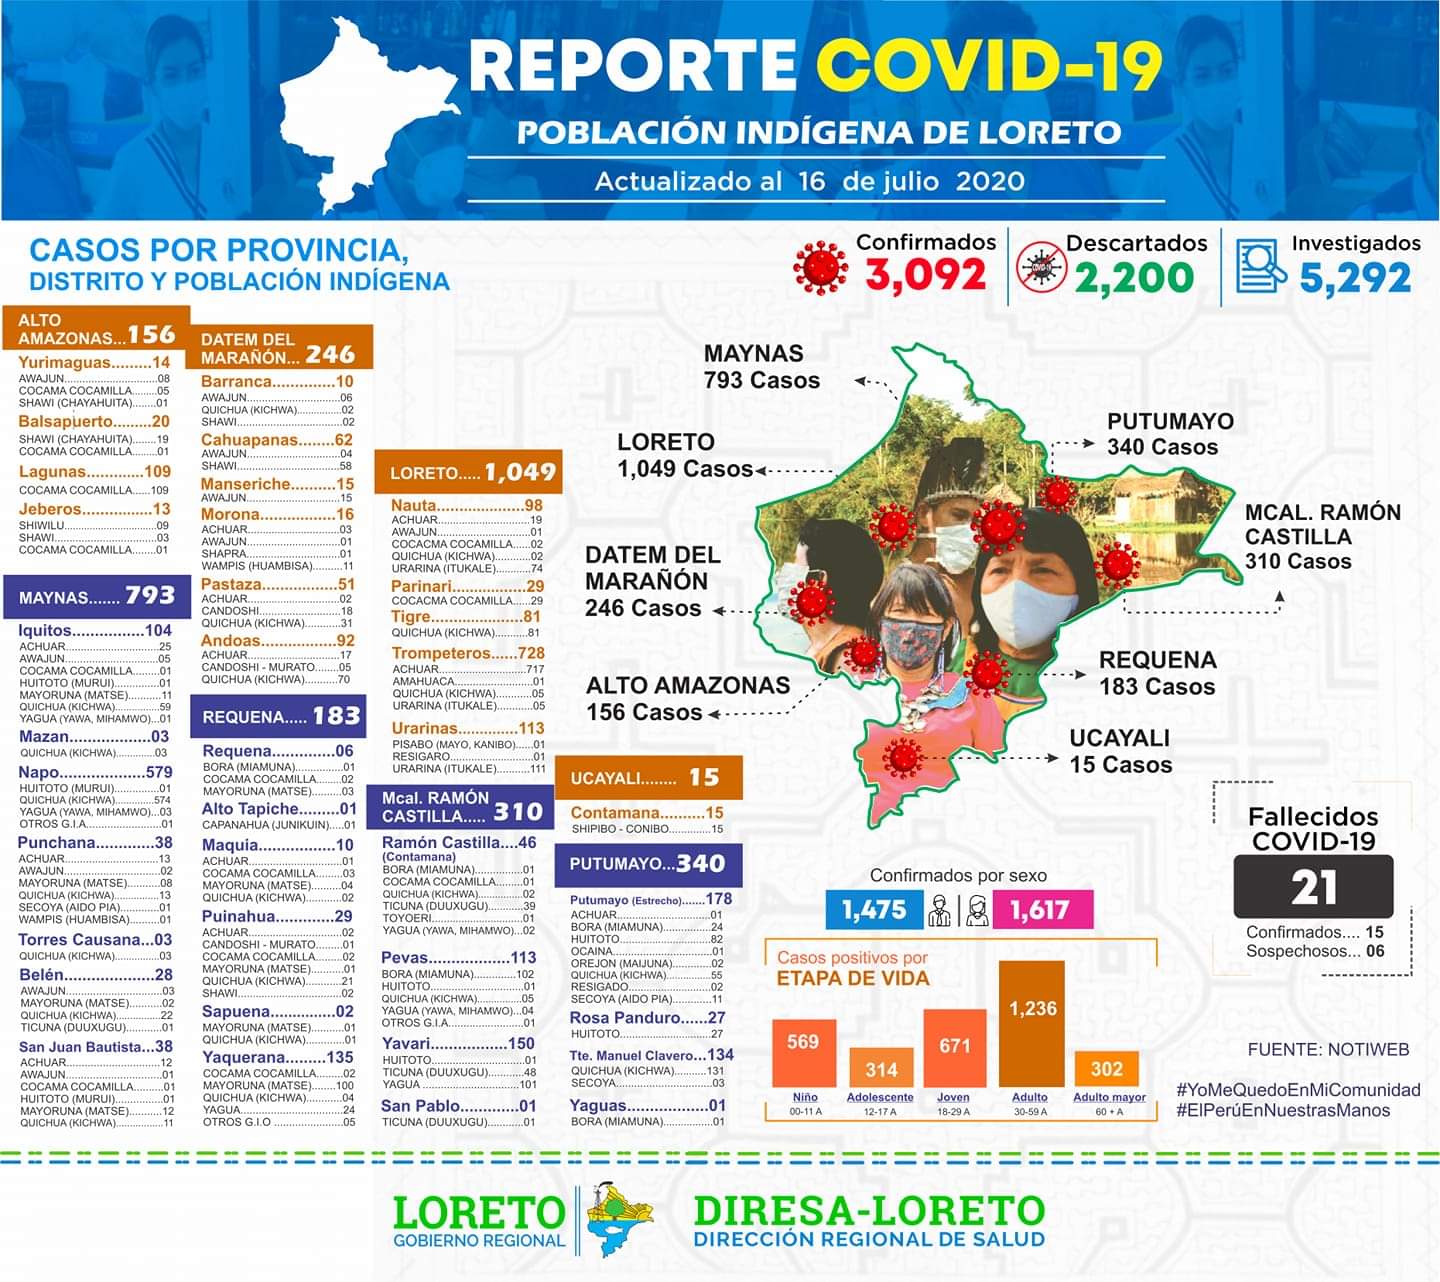 REPORTE COVID-19
POBLACIÓN INDÍGENA DE LORETO
Actualizado al 16 de julio 2020
CASOS POR PROVINCIA,
DISTRITO Y POBLACIÓN INDÍGENA
Confirmados
3,092
Descartados
2,200
Investigados
5,292
ALTO
AMAZONAS...156
Yurimaguas.........14
AWAJUN.......................08
COCAMA COCAMILLA......05
SHAWI (CHAYAHUITA).....01
Balsapuerto.........20
SHAWI (CHAYAHUITA).....19
COCAMA COCAMILLA......01
Lagunas.............109
COCAMA COCAMILLA....109
Jeberos...............13
SHIWILU......................09
SHAWI.........................03
COCAMA COCAMILLA.....01
MAYNAS....... 793
Iquitos................104
ACHUAR.............................25
AWAJUN.............................05
COCAMA COCAMILLA.............01
HUITOTO (MURUI).................01
MAYORUNA (MATSE).............11
QUICHUA (KICHWA)..............59
YAGUA (YAWA, MIHAMWO)...01
Mazan.................03
QUICHUA (KICHWA).............03
Napo..................579
HUITOTO (MURUI)................01
QUICHUA (KICHWA)............574
YAGUA (YAWA, MIHAMWO)...03
OTROS G.I.A.......................01
Punchana...........38
ACHUAR.............................13
AWAJUN.............................02
MAYORUNA (MATSE)............08
QUICHUA (KICHWA)..............13
SECOYA (AIDO PIA)..............01
WAMPIS (HUAMBISA)............01
Torres Causana...03
QUICHUA (KICHWA)..............03
Belén..................28
AWAJUN.............................03
MAYORUNA (MATSE)............02
QUICHUA (KICHWA)..............22
TICUNA (DUUXUGU).............01
San Juan Bautista...38
ACHUAR.............................12
AWAJUN.............................01
COCAMA COCAMILLA............01
HUITOTO (MURUI).................01
MAYORUNA (MATSE).............12
QUICHUA (KICHWA)..............11
DATEM DEL
MARAÑÓN... 246
Barranca..............10
AWAJUN.............................06
QUICHUA (KICHWA)..............02
SHAWI................................02
Cahuapanas........62
AWAJUN.............................04
SHAWI................................58
Manseriche..........15
AWAJUN.............................15
Morona................16
ACHUAR.............................03
AWAJUN.............................01
SHAPRA.............................01
WAMPIS (HUAMBISA)............11
Pastaza...............51
ACHUAR.............................02
CANDOSHI..........................18
QUICHUA (KICHWA)..............31
Andoas................92
ACHUAR.............................17
CANDOSHI - MURATO...........05
QUICHUA (KICHWA)..............70
REQUENA..... 183
Requena..............06
BORA (MIAMUNA).................01
COCAMA COCAMILLA............02
MAYORUNA (MATSE)............03
Alto Tapiche........01
CAPANAHUA (JUNIKUIN).......01
Maquia................10
ACHUAR.............................01
COCAMA COCAMILLA............03
MAYORUNA (MATSE)............04
QUICHUA (KICHWA)..............02
Puinahua.............29
ACHUAR.............................02
CANDOSHI - MURATO...........01
COCAMA COCAMILLA............02
MAYORUNA (MATSE)............01
QUICHUA (KICHWA)..............21
SHAWI................................02
Sapuena..............02
MAYORUNA (MATSE)............01
QUICHUA (KICHWA)..............01
Yaquerana.........135
COCAMA COCAMILLA............02
MAYORUNA (MATSE)..........100
QUICHUA (KICHWA)..............04
YAGUA...............................24
OTROS G.I.O......................05
LORETO..... 1,049
Nauta...................98
ACHUAR.............................19
AWAJUN.............................01
COCACMA COCAMILLA.........02
QUICHUA (KICHWA)..............02
URARINA (ITUKALE)..............74
Parinari................29
COCACMA COCAMILLA.........29
Tigre....................81
QUICHUA (KICHWA)..............81
Trompeteros......728
ACHUAR...........................717
AMAHUACA.........................01
QUICHUA (KICHWA)..............05
URARINA (ITUKALE)..............05
Urarinas.............113
PISABO (MAYO, KANIBO)......01
RESIGARO..........................01
URARINA (ITUKALE)............111
Mcal. RAMÓN
CASTILLA..... 310
Ramón Castilla....46
(Contamana)
BORA (MIAMUNA).................01
COCAMA COCAMILLA............01
QUICHUA (KICHWA)..............02
TICUNA (DUUXUGU).............39
TOYOERI............................01
YAGUA (YAWA, MIHAMWO)...02
Pevas................113
BORA (MIAMUNA)...............102
HUITOTO............................01
QUICHUA (KICHWA)..............05
YAGUA (YAWA, MIHAMWO)...04
OTROS G.I.A.......................01
Yavari................150
HUITOTO............................01
TICUNA (DUUXUGU).............48
YAGUA.............................101
San Pablo............01
TICUNA (DUUXUGU).............01
UCAYALI........ 15
Contamana..........15
SHIPIBO - CONIBO...............15
PUTUMAYO...340
Putumayo (Estrecho)......178
ACHUAR.............................01
BORA (MIAMUNA).................24
HUITOTO............................82
OCAINA..............................01
OREJON (MAIJUNA)..............02
QUICHUA (KICHWA)..............55
RESIGADO..........................02
SECOYA (AIDO PIA)..............11
Rosa Panduro......27
HUITOTO............................27
Tte. Manuel Clavero...134
QUICHUA (KICHWA)............131
SECOYA.............................03
Yaguas................01
BORA (MIAMUNA).................01
MAYNAS
793 Casos
LORETO
1,049 Casos
DATEM DEL
MARAÑÓN
246 Casos
ALTO AMAZONAS
156 Casos
PUTUMAYO
340 Casos
MCAL. RAMÓN
CASTILLA
310 Casos
REQUENA
183 Casos
UCAYALI
15 Casos
Fallecidos
COVID-19
21
Confirmados.... 15
Sospechosos... 06
Confirmados por sexo
1,475 1,617
Casos positivos por
ETAPA DE VIDA
569 314 671 1,236 302
Niño Adolescente Joven Adulto Adulto mayor
00-11 A 12-17 A 18-29 A 30-59 A 60 + A
FUENTE: NOTIWEB
#YoMeQuedoEnMiComunidad
#ElPerúEnNuestrasManos
LORETO
GOBIERNO REGIONAL
DIRESA-LORETO
DIRECCIÓN REGIONAL DE SALUD